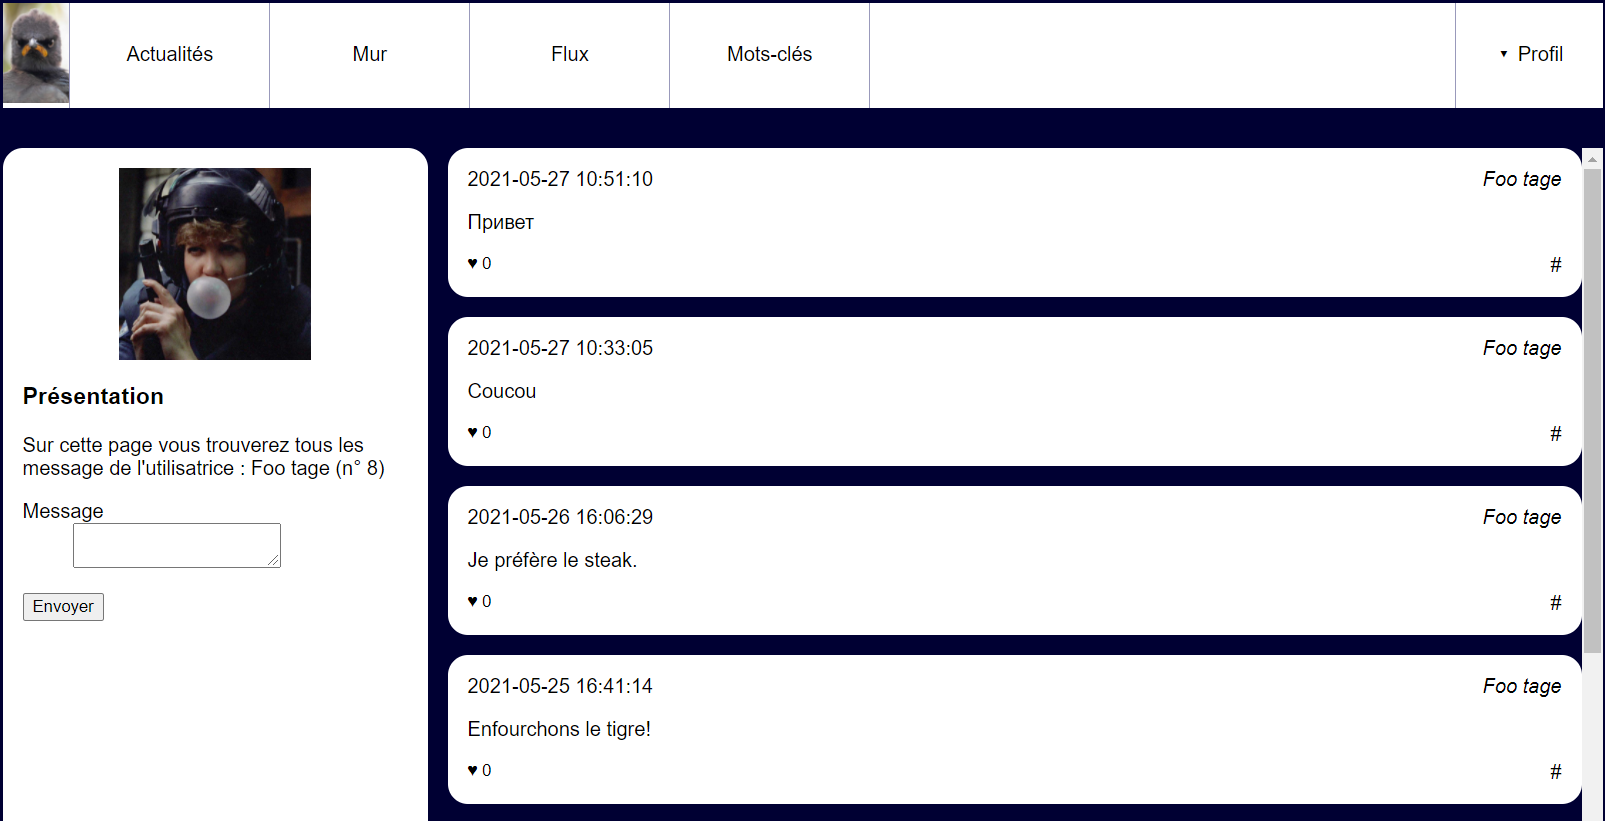 Actualités
Mur
Flux
Mots-clés
▼ Profil
Présentation
Sur cette page vous trouverez tous les
message de l'utilisatrice : Foo tage (n° 8)
Message
Envoyer
2021-05-27 10:51:10 Foo tage
Привет
♥ 0 #
2021-05-27 10:33:05 Foo tage
Coucou
♥ 0 #
2021-05-26 16:06:29 Foo tage
Je préfère le steak.
♥ 0 #
2021-05-25 16:41:14 Foo tage
Enfourchons le tigre!
♥ 0 #